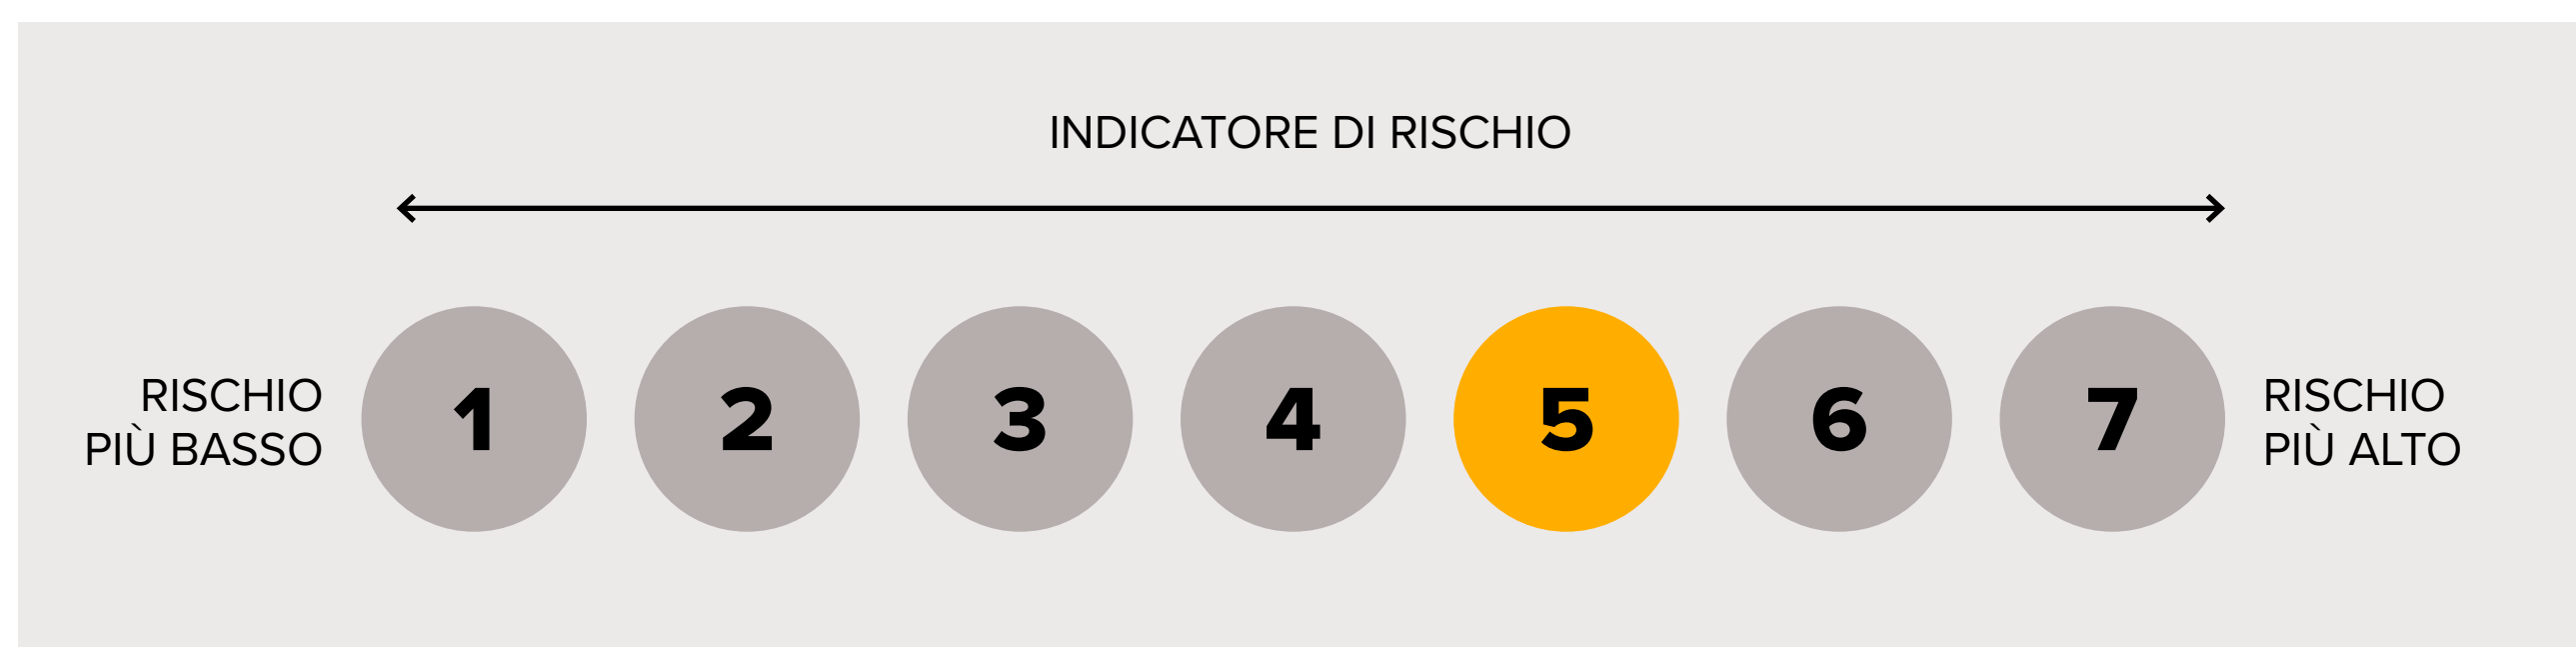 INDICATORE DI RISCHIO
RISCHIO
PIÙ BASSO
1 2 3 4 5 6 7
RISCHIO
PIÙ ALTO